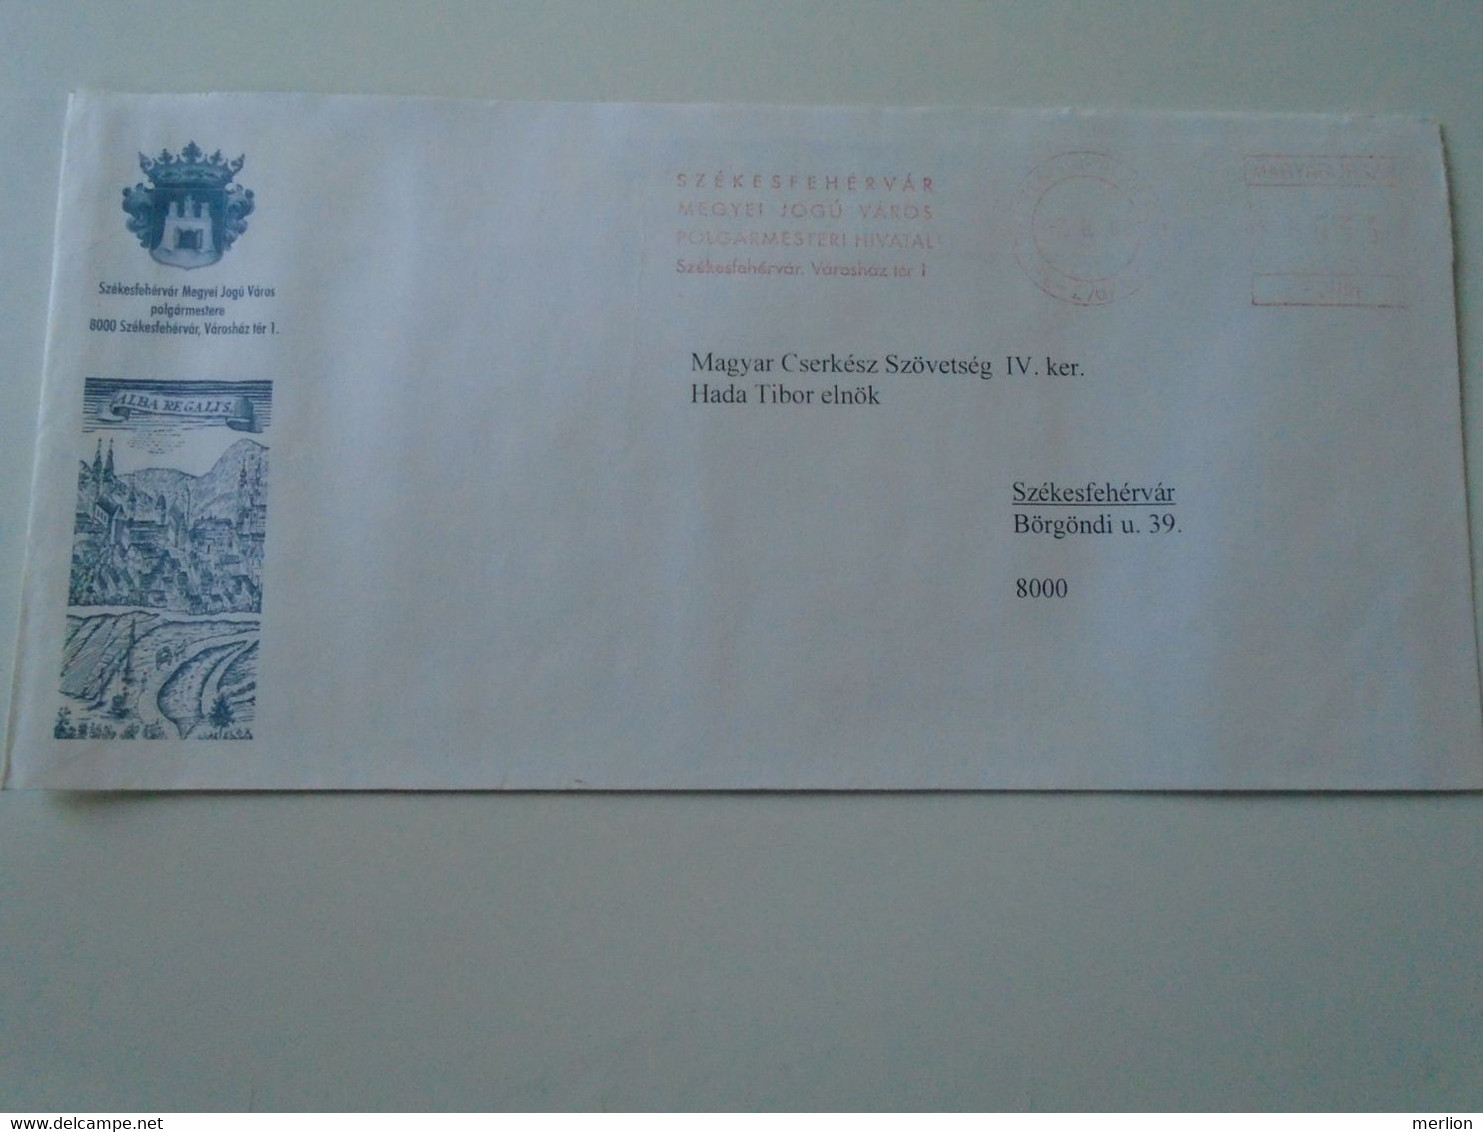 Székesfehérvár Megyei Jogú Város
polgármestere
8000 Székesfehérvár, Városház tér 1.
ALBA REGALIS.
SZÉKESFEHÉRVÁR
MEGYEI JOGÚ VÁROS
POLGÁRMESTERI HIVATAL
Székesfehérvár. Városház tér 1
Magyar Cserkész Szövetség IV. ker.
Hada Tibor elnök
Székesfehérvár
Börgöndi u. 39.
8000
www.delcampe.net
merlion